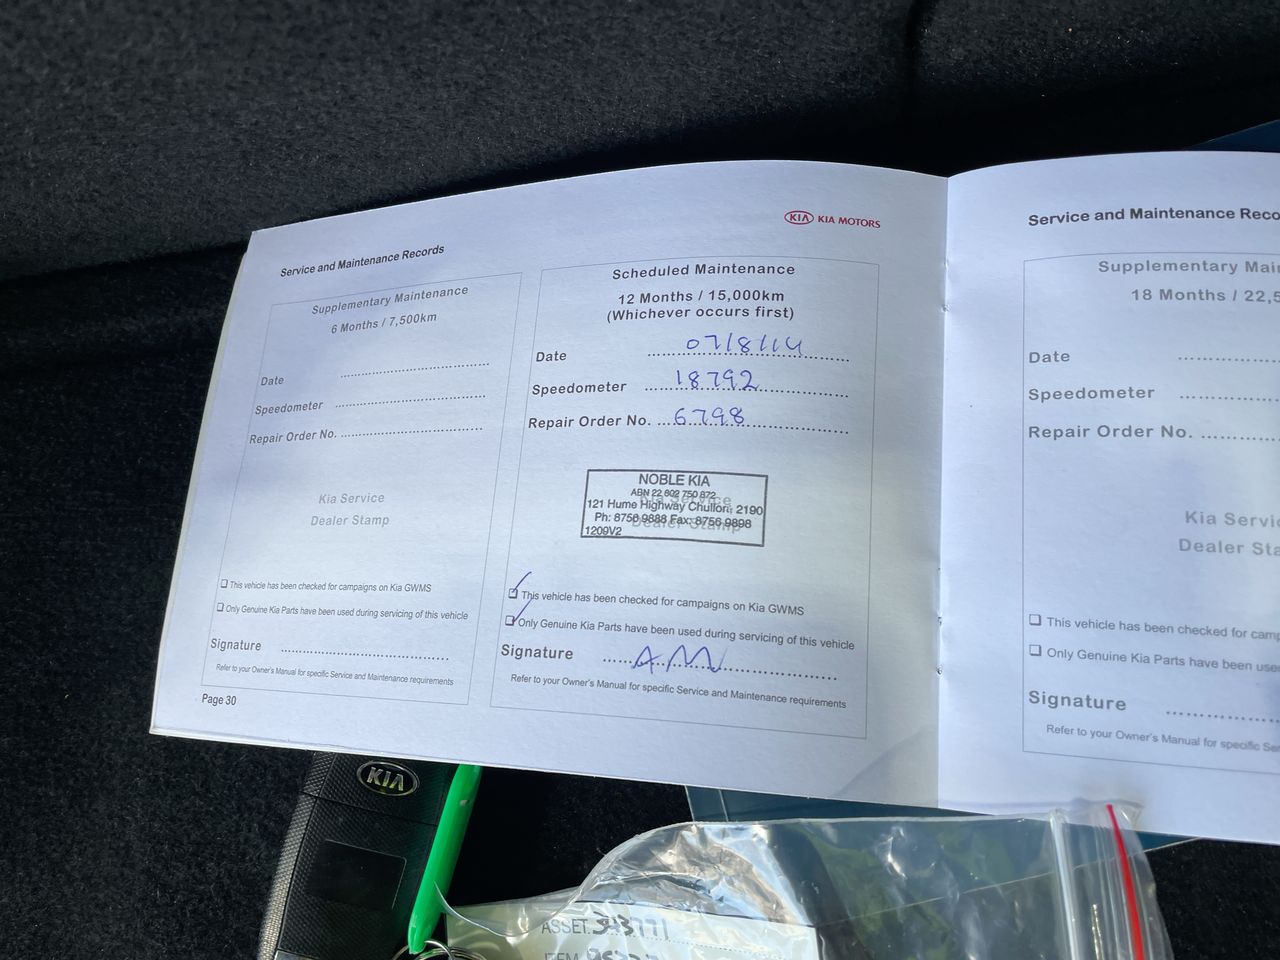 Service and Maintenance Records
Supplementary Maintenance
6 Months / 7,500km
Date
Speedometer
Repair Order No.
Kia Service
Dealer Stamp
This vehicle has been checked for campaigns on Kia GWMS
Only Genuine Kia Parts have been used during servicing of this vehicle
Signature
Refer to your Owner's Manual for specific Service and Maintenance requirements
Page 30
KIA KIA MOTORS
Scheduled Maintenance
12 Months / 15,000km
(Whichever occurs first)
Date 07/8/14
Speedometer 18792
Repair Order No. 6798
NOBLE KIA
ABN 22 602 750 872
121 Hume Highway Chullora, 2190
Ph: 8756 9888 Fax: 8756 9898
1209V2
Kia Service
Dealer Stamp
This vehicle has been checked for campaigns on Kia GWMS
Only Genuine Kia Parts have been used during servicing of this vehicle
Signature AM
Refer to your Owner's Manual for specific Service and Maintenance requirements
Service and Maintenance Reco
Supplementary Mai
18 Months / 22,5
Date
Speedometer
Repair Order No.
Kia Servic
Dealer Sta
This vehicle has been checked for camp
Only Genuine Kia Parts have been use
Signature
Refer to your Owner's Manual for specific Ser
KIA
ASSET